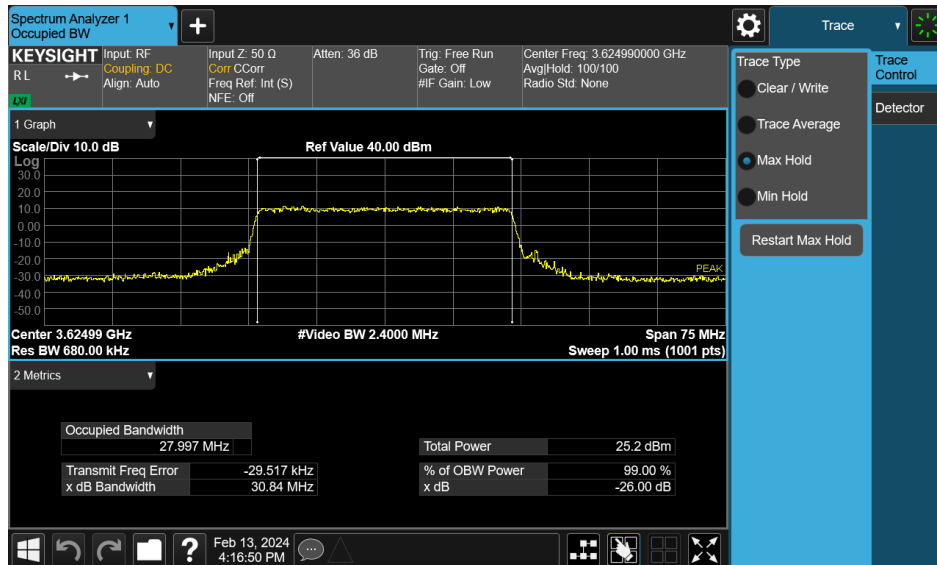 Spectrum Analyzer 1
Occupied BW
Trace
KEYSIGHT
RL
LXI
Input: RF
Coupling: DC
Align: Auto
Input Z: 50 Ω
Corr CCorr
Freq Ref: Int (S)
NFE: Off
Atten: 36 dB
Trig: Free Run
Gate: Off
#IF Gain: Low
Center Freq: 3.624990000 GHz
Avg|Hold: 100/100
Radio Std: None
Trace Type
Clear / Write
Trace Average
Max Hold
Min Hold
Restart Max Hold
Trace
Control
Detector
1 Graph
Scale/Div 10.0 dB
Ref Value 40.00 dBm
Log
30.0
20.0
10.0
0.00
-10.0
-20.0
-30.0
-40.0
-50.0
PEAK
Center 3.62499 GHz
#Video BW 2.4000 MHz
Span 75 MHz
Res BW 680.00 kHz
Sweep 1.00 ms (1001 pts)
2 Metrics
Occupied Bandwidth
27.997 MHz
Total Power 25.2 dBm
Transmit Freq Error -29.517 kHz
% of OBW Power 99.00 %
x dB Bandwidth 30.84 MHz
x dB -26.00 dB
?
Feb 13, 2024
4:16:50 PM